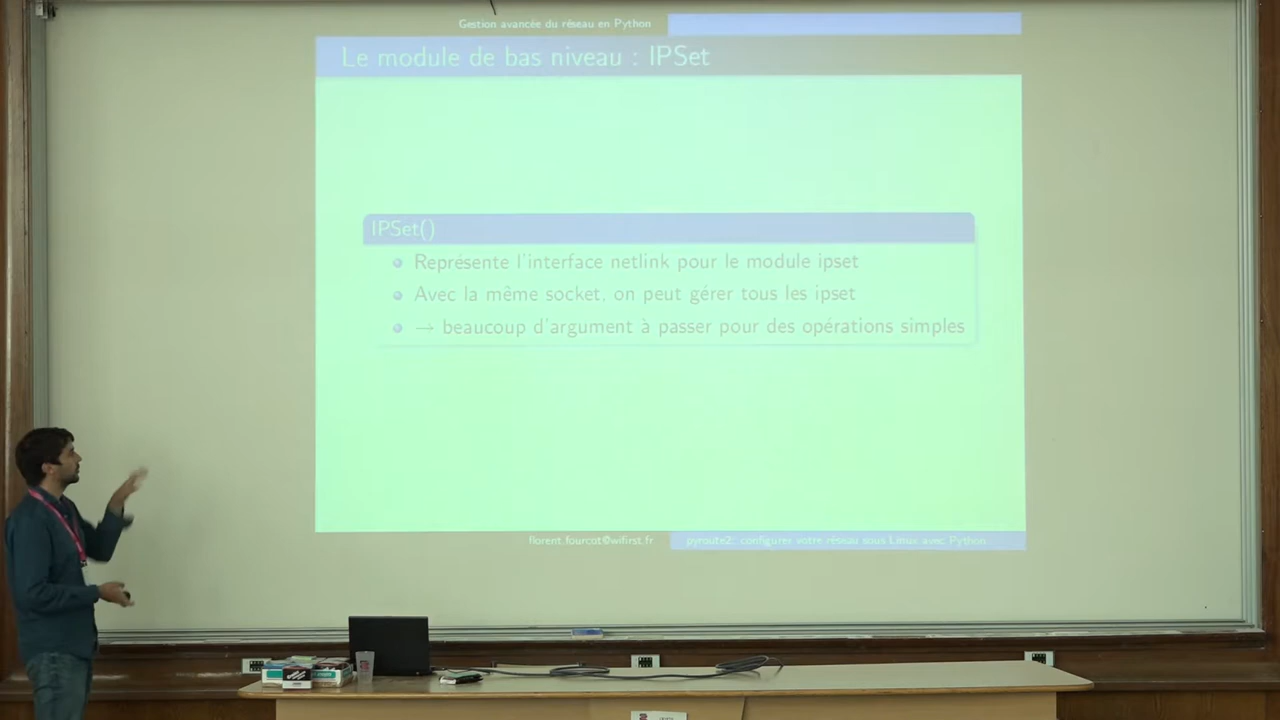 Gestion avancée du réseau en Python
Le module de bas niveau : IPSet
IPSet()
Représente l'interface netlink pour le module ipset
Avec la même socket, on peut gérer tous les ipset
→ beaucoup d'argument à passer pour des opérations simples
florent.fourcot@wifirst.fr
pyroute2: configurer votre réseau sous Linux avec Python